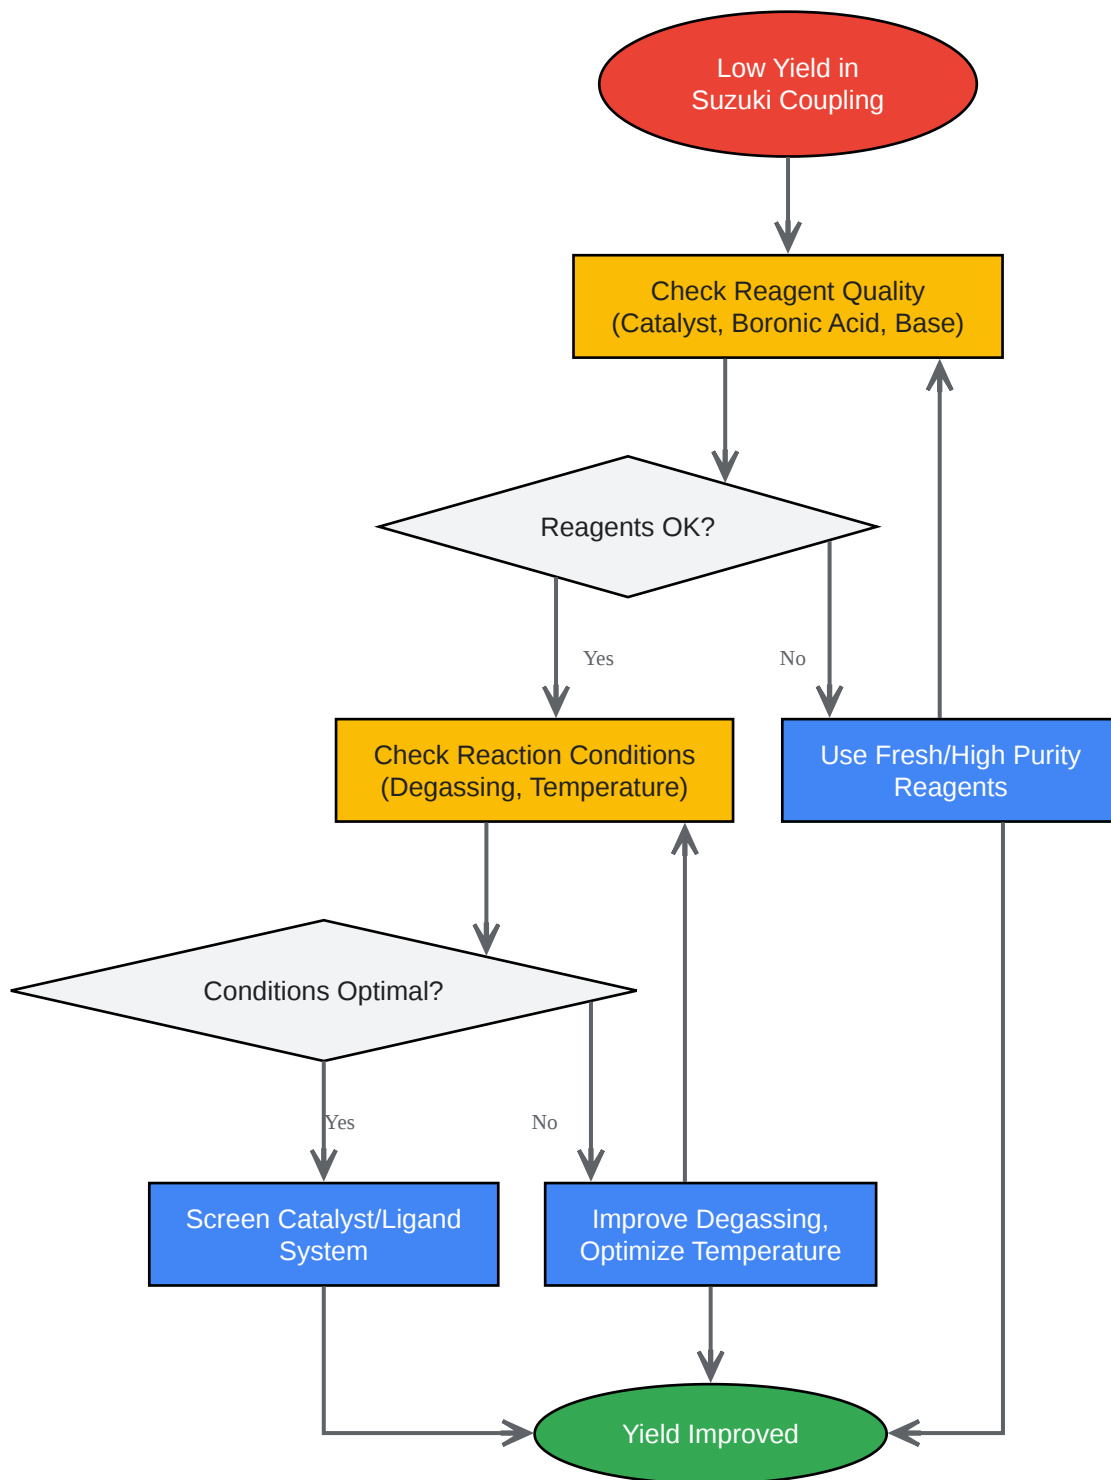 Low Yield in
Suzuki Coupling
Check Reagent Quality
(Catalyst, Boronic Acid, Base)
Reagents OK?
Yes
No
Check Reaction Conditions
(Degassing, Temperature)
Use Fresh/High Purity
Reagents
Conditions Optimal?
Yes
No
Screen Catalyst/Ligand
System
Improve Degassing,
Optimize Temperature
Yield Improved